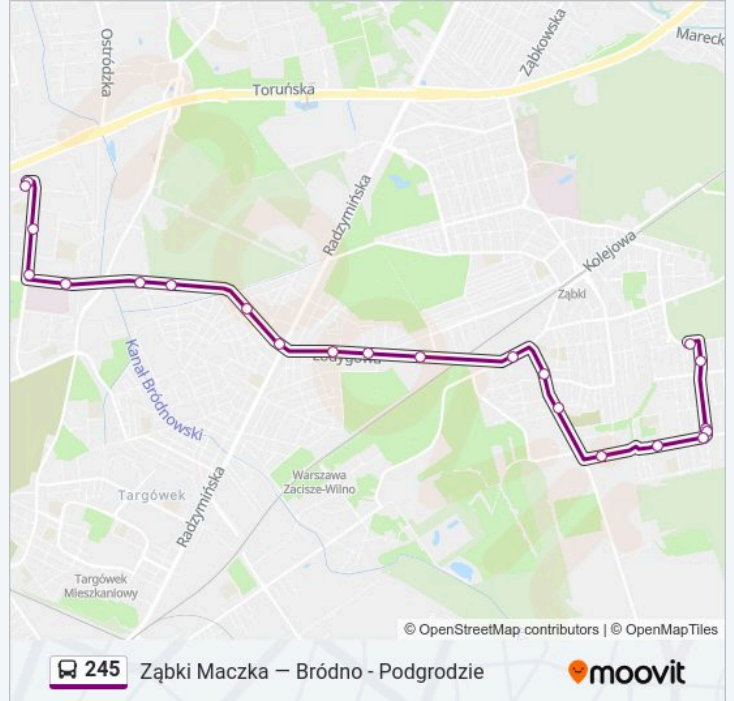 Ostródzka
Ząbkowska
Mareck
Toruńska
Radzymińska
Kolejowa
Ząbki
Łodygowa
Kanał Bródnowski
Radzymińska
Warszawa
Zacisze-Wilno
Targówek
Targówek
Mieszkaniowy
© OpenStreetMap contributors | © OpenMapTiles
245 Ząbki Maczka — Bródno - Podgrodzie
moovit